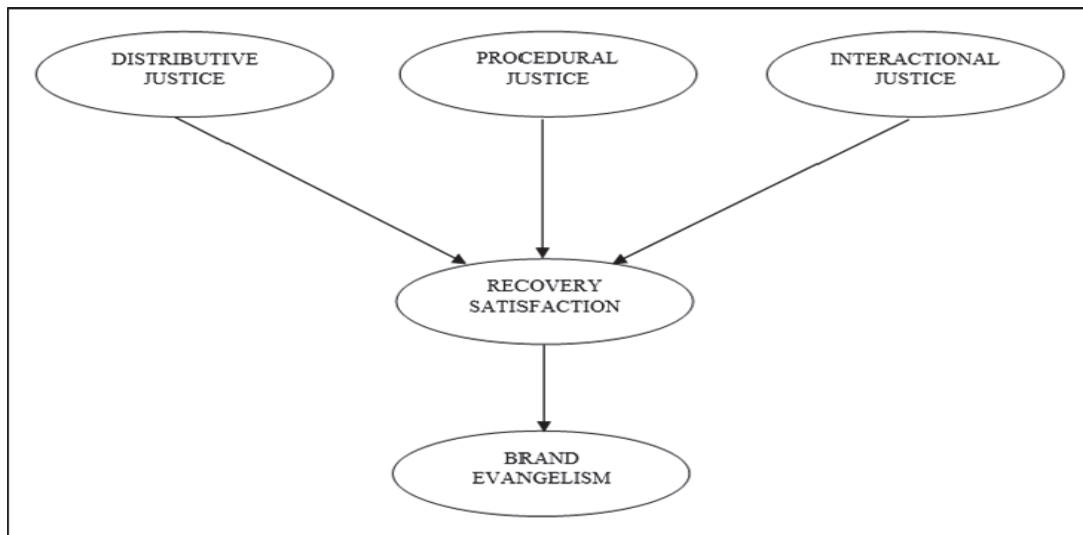 DISTRIBUTIVE
JUSTICE
PROCEDURAL
JUSTICE
INTERACTIONAL
JUSTICE
RECOVERY
SATISFACTION
BRAND
EVANGELISM